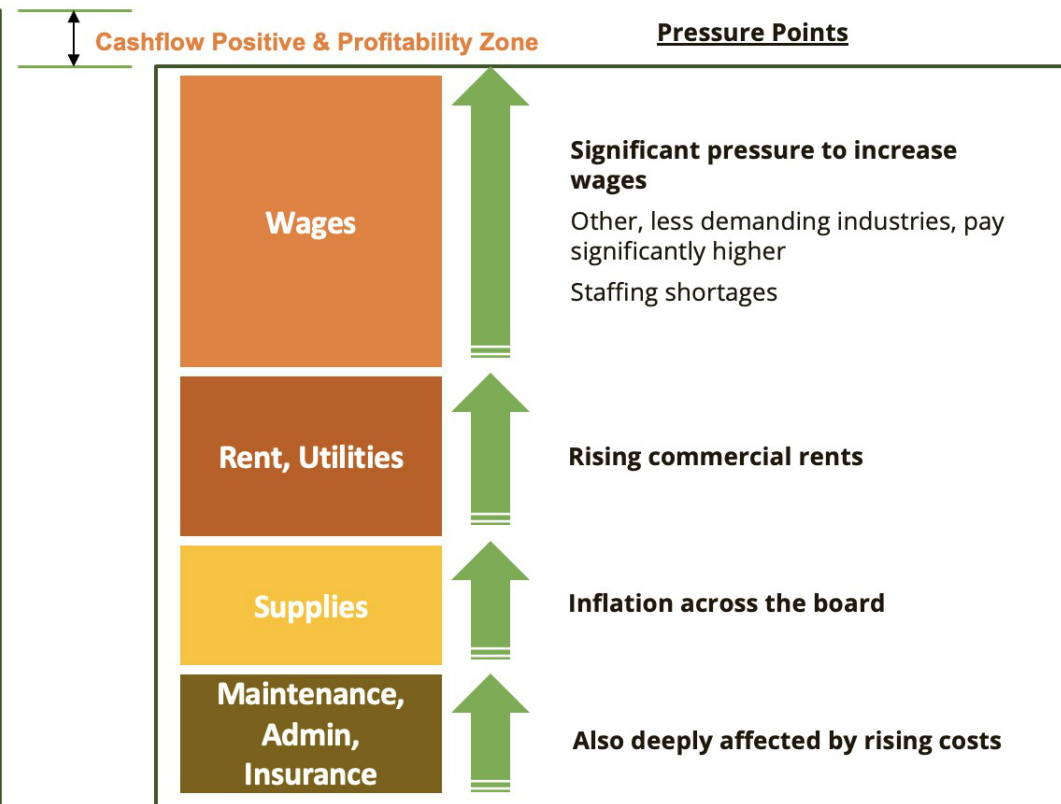 Cashflow Positive & Profitability Zone
Pressure Points
Wages
Significant pressure to increase
wages
Other, less demanding industries, pay
significantly higher
Staffing shortages
Rent, Utilities
Rising commercial rents
Supplies
Inflation across the board
Maintenance,
Admin,
Insurance
Also deeply affected by rising costs